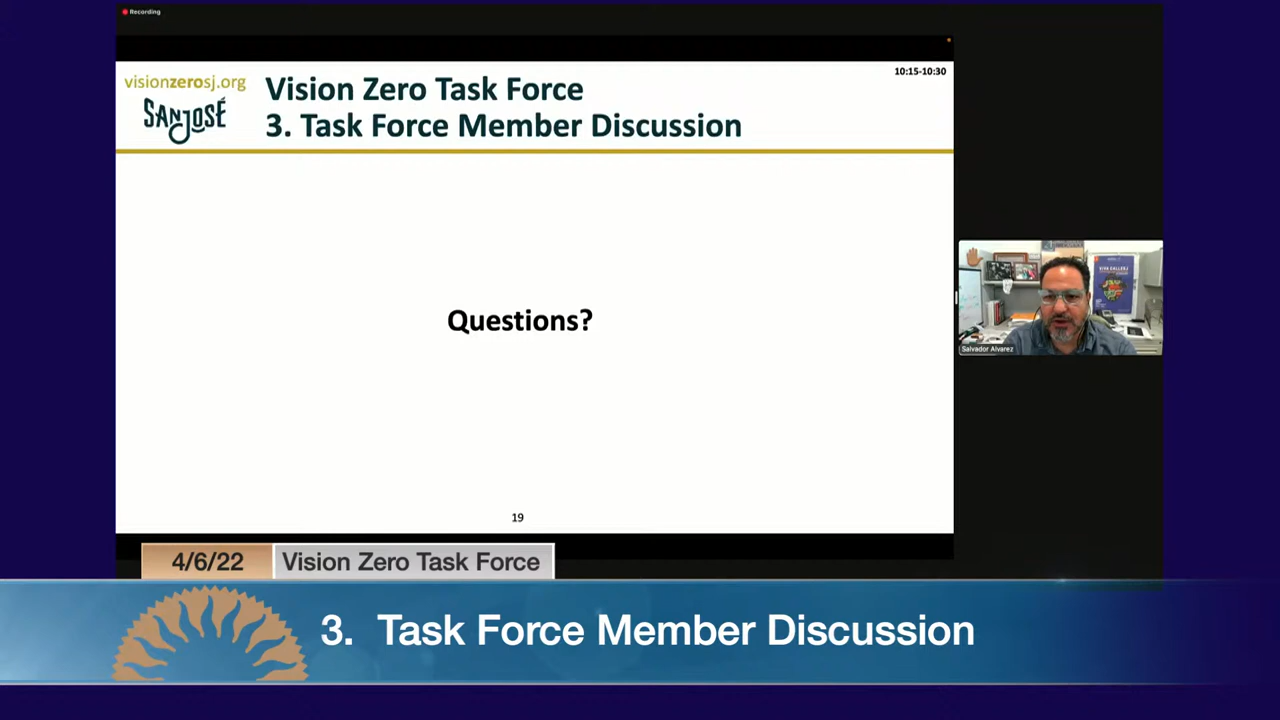 Recording
10:15-10:30
visionzerosj.org
SAN JOSÉ
Vision Zero Task Force
3. Task Force Member Discussion
Questions?
Salvador Alvarez
19
4/6/22
Vision Zero Task Force
3. Task Force Member Discussion